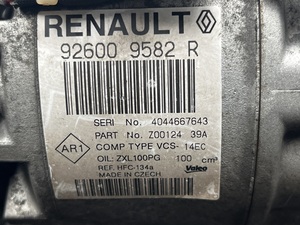 RENAULT
92600 9582 R
SERI No. 4044667643
PART No. Z00124 39A
AR1
COMP TYPE VCS- 14EC
OIL: ZXL100PG 100 cm³
REF. HFC-134a
Valeo
MADE IN CZECH